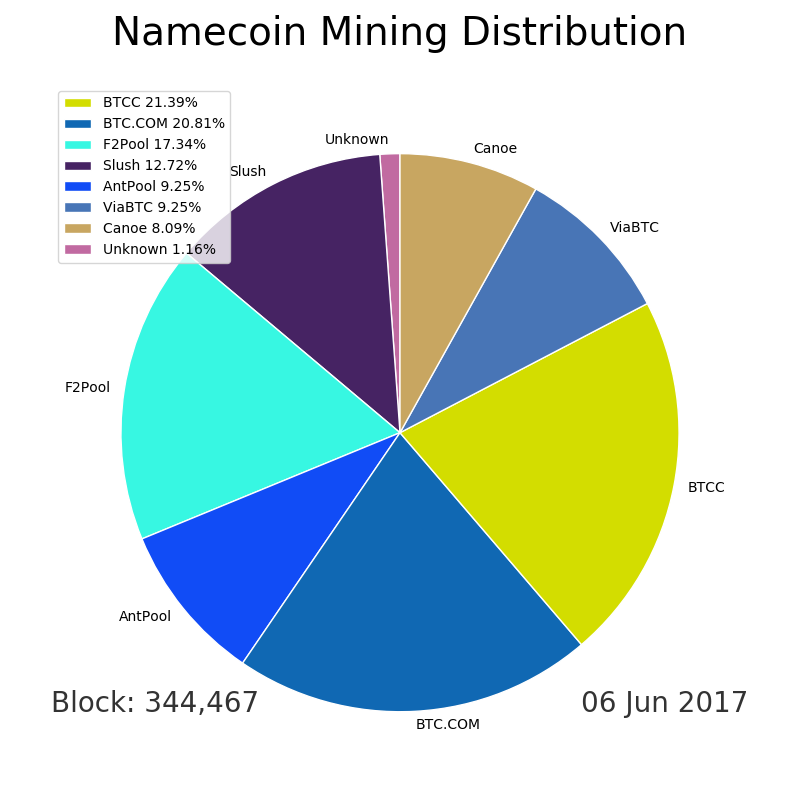 Namecoin Mining Distribution
BTCC 21.39%
BTC.COM 20.81%
F2Pool 17.34%
Slush 12.72%
AntPool 9.25%
ViaBTC 9.25%
Canoe 8.09%
Unknown 1.16%
Unknown
Canoe
Slush
ViaBTC
F2Pool
BTCC
AntPool
BTC.COM
Block: 344,467
06 Jun 2017